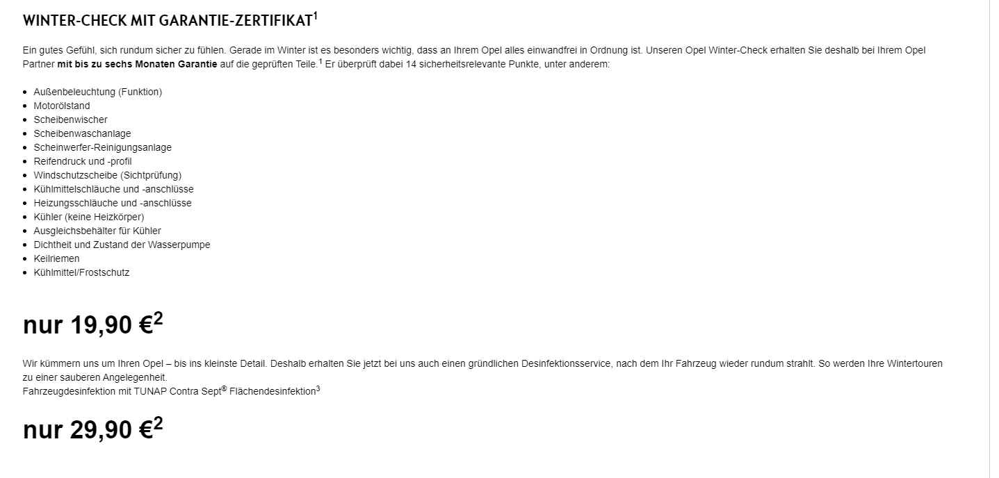 WINTER-CHECK MIT GARANTIE-ZERTIFIKAT¹
Ein gutes Gefühl, sich rundum sicher zu fühlen. Gerade im Winter ist es besonders wichtig, dass an Ihrem Opel alles einwandfrei in Ordnung ist. Unseren Opel Winter-Check erhalten Sie deshalb bei Ihrem Opel
Partner mit bis zu sechs Monaten Garantie auf die geprüften Teile.¹ Er überprüft dabei 14 sicherheitsrelevante Punkte, unter anderem:
• Außenbeleuchtung (Funktion)
• Motorölstand
• Scheibenwischer
• Scheibenwaschanlage
• Scheinwerfer-Reinigungsanlage
• Reifendruck und -profil
• Windschutzscheibe (Sichtprüfung)
• Kühlmittelschläuche und -anschlüsse
• Heizungsschläuche und -anschlüsse
• Kühler (keine Heizkörper)
• Ausgleichsbehälter für Kühler
• Dichtheit und Zustand der Wasserpumpe
• Keilriemen
• Kühlmittel/Frostschutz
nur 19,90 €²
Wir kümmern uns um Ihren Opel – bis ins kleinste Detail. Deshalb erhalten Sie jetzt bei uns auch einen gründlichen Desinfektionsservice, nach dem Ihr Fahrzeug wieder rundum strahlt. So werden Ihre Wintertouren
zu einer sauberen Angelegenheit.
Fahrzeugdesinfektion mit TUNAP Contra Sept® Flächendesinfektion³
nur 29,90 €²